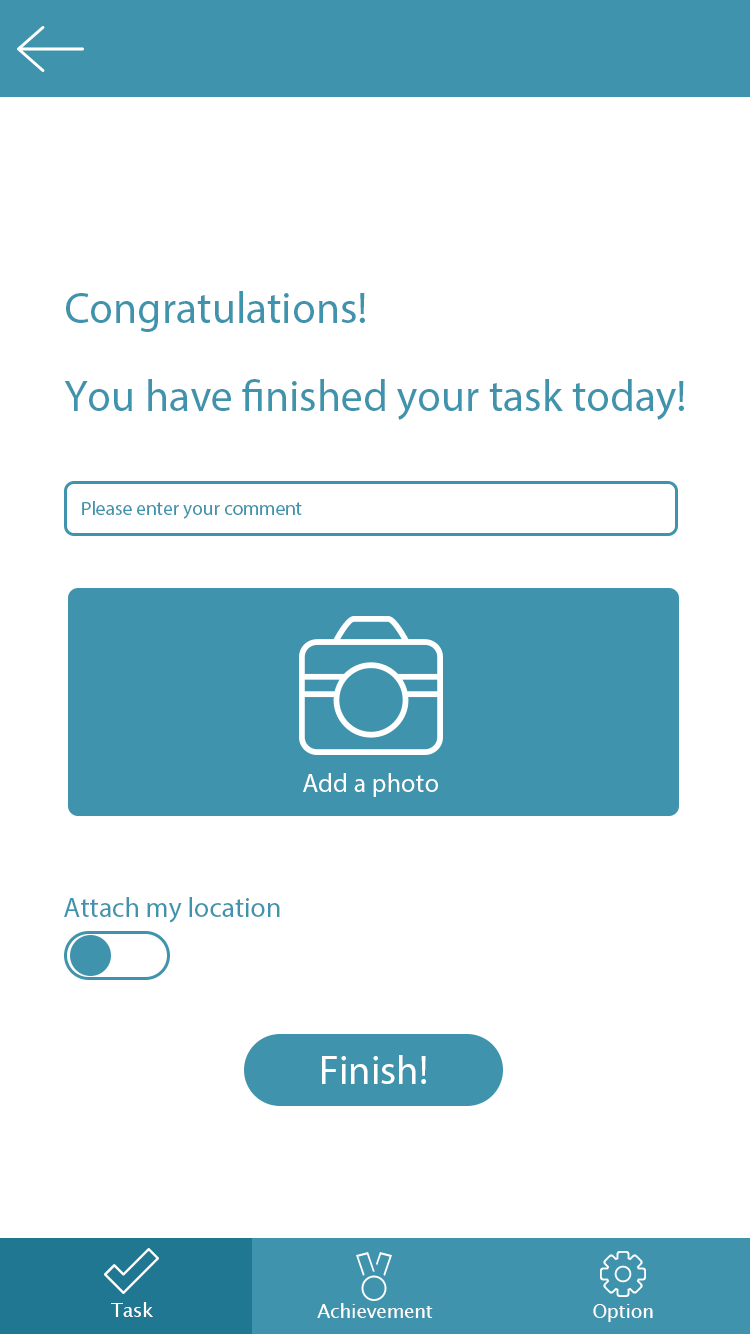 Congratulations!
You have finished your task today!
Please enter your comment
Add a photo
Attach my location
Finish!
Task
Achievement
Option